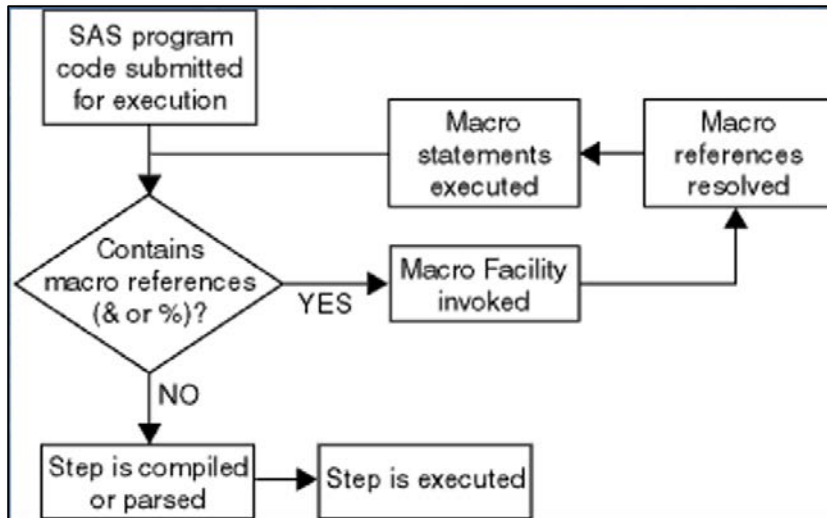 SAS program
code submitted
for execution
Macro
statements
executed
Macro
references
resolved
Contains
macro references
(& or %)?
YES
Macro Facility
invoked
NO
Step is compiled
or parsed
Step is executed